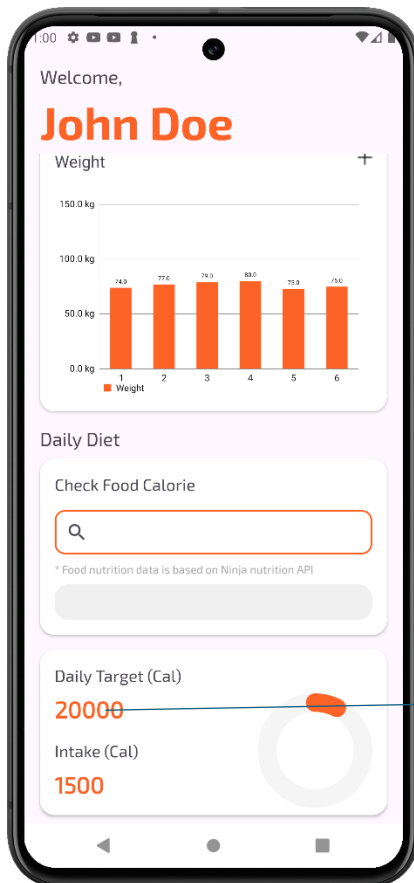 1:00
Welcome,
John Doe
Weight
150.0 kg
100.0 kg
74.0 77.0 79.0 80.0 73.0 75.0
50.0 kg
0.0 kg
1 2 3 4 5 6
Weight
Daily Diet
Check Food Calorie
* Food nutrition data is based on Ninja nutrition API
Daily Target (Cal)
20000
Intake (Cal)
1500